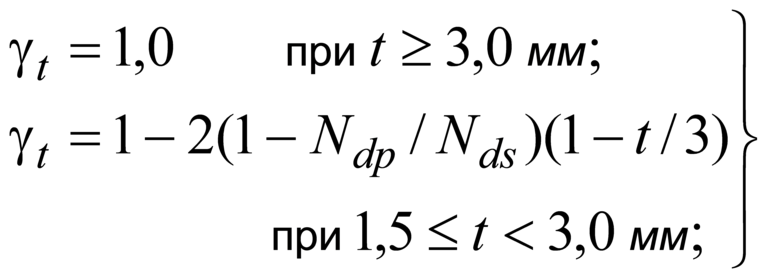 γt = 1,0 при t ≥ 3,0 мм;
γt = 1 − 2(1 − Ndp / Nds)(1 − t / 3)
при 1,5 ≤ t < 3,0 мм;